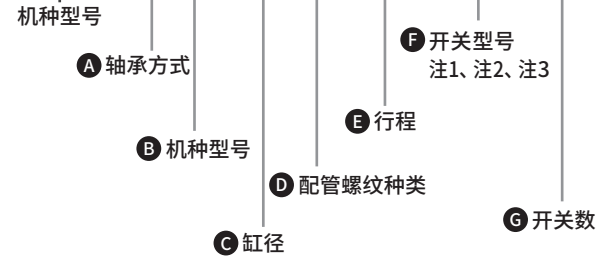 机种型号
A 轴承方式
F 开关型号
注1、注2、注3
E 行程
B 机种型号
D 配管螺纹种类
G 开关数
C 缸径